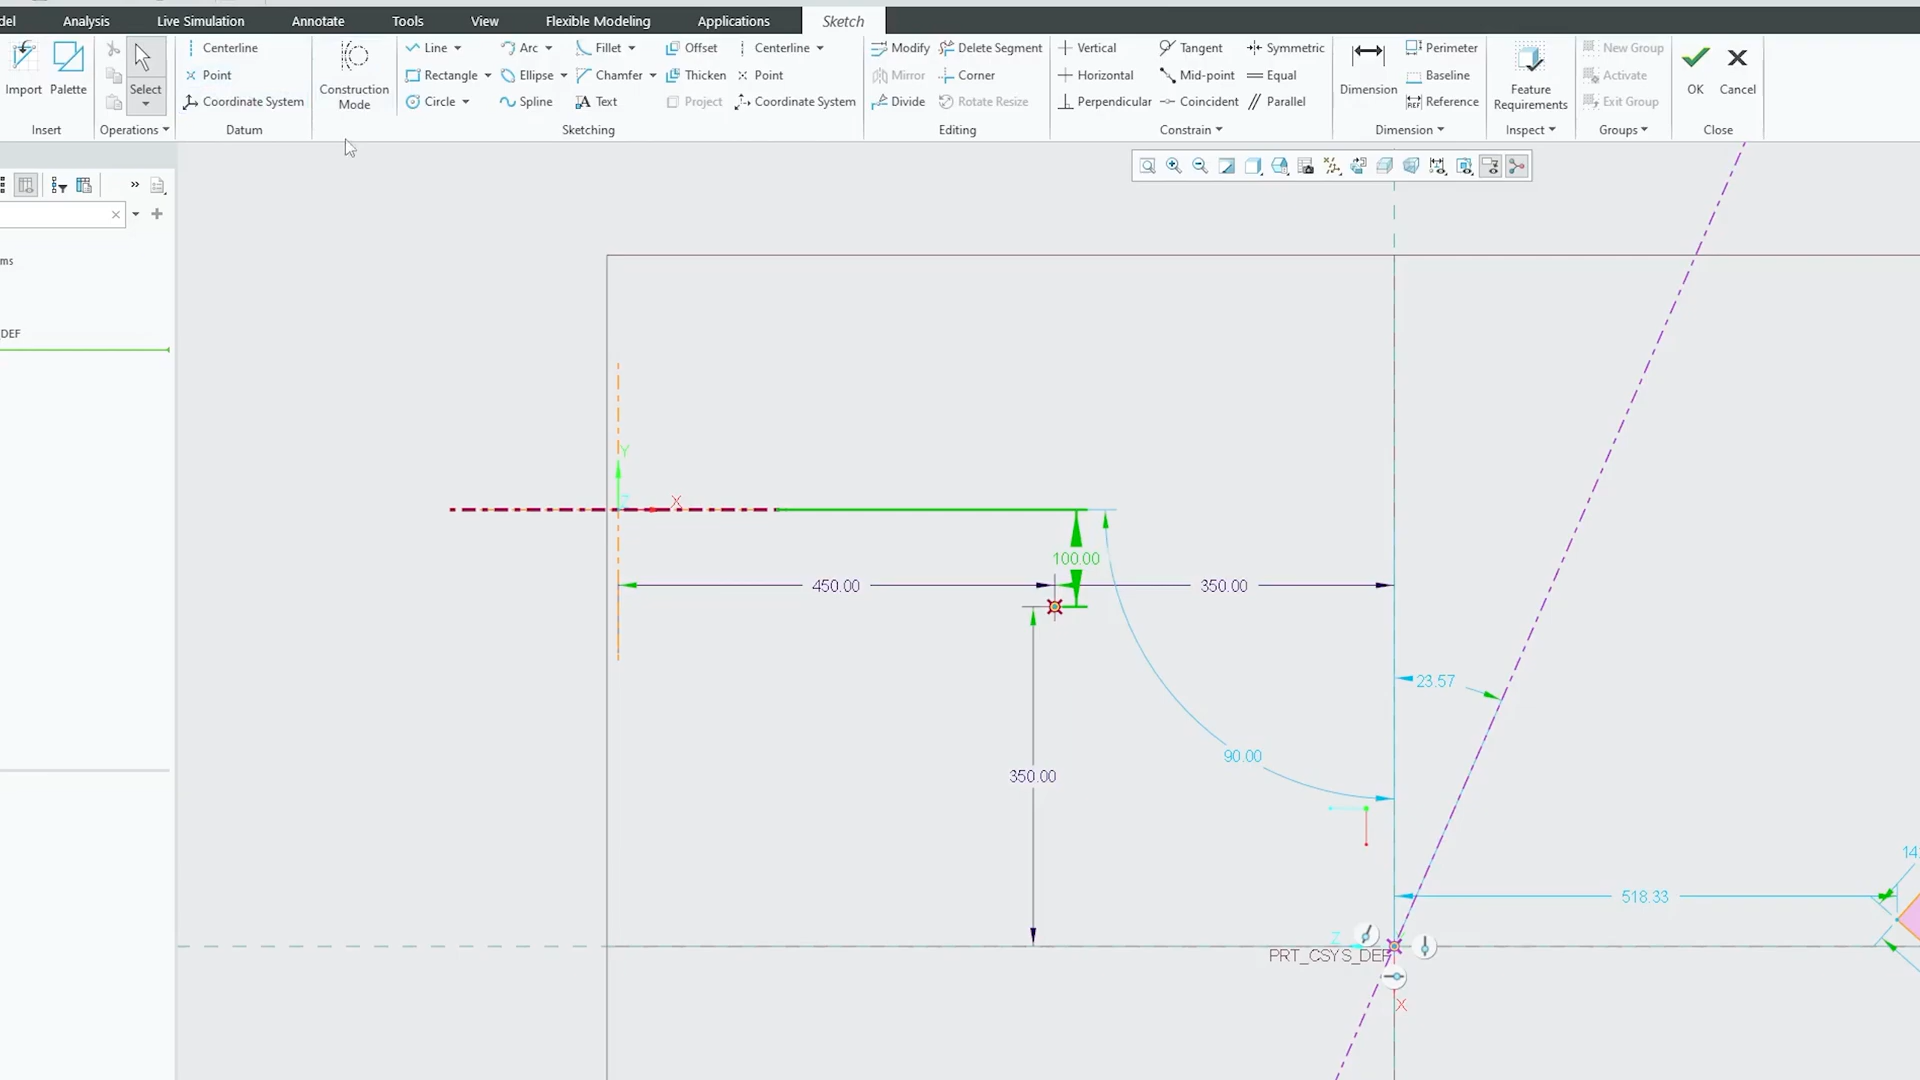 del Analysis Live Simulation Annotate Tools View Flexible Modeling Applications Sketch
Import Palette Select
Insert Operations
Centerline
Point
Coordinate System
Datum
Construction Mode
Line Arc Fillet Offset Centerline
Rectangle Ellipse Chamfer Thicken Point
Circle Spline Text Project Coordinate System
Sketching
Modify Delete Segment
Mirror Corner
Divide Rotate Resize
Editing
Vertical Tangent Symmetric
Horizontal Mid-point Equal
Perpendicular Coincident Parallel
Constrain
Dimension
Perimeter
Baseline
Reference
Dimension
Feature Requirements
Inspect
New Group
Activate
Exit Group
Groups
OK Cancel
Close
ms
DEF
Y
Z X
100.00
450.00 350.00
23.57
90.00
350.00
518.33
14
Z
PRT_CSYS_DEF
X